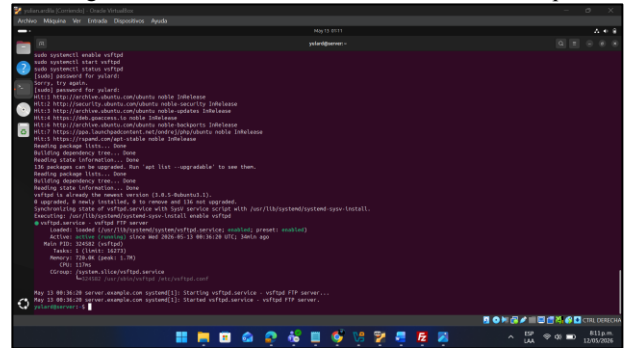 yulian.ardila [Corriendo] - Oracle VirtualBox
Archivo Máquina Ver Entrada Dispositivos Ayuda
May 13 01:11
yulard@server: ~
sudo systemctl enable vsftpd
sudo systemctl start vsftpd
sudo systemctl status vsftpd
[sudo] password for yulard:
Sorry, try again.
[sudo] password for yulard:
Hit:1 http://archive.ubuntu.com/ubuntu noble InRelease
Hit:2 http://security.ubuntu.com/ubuntu noble-security InRelease
Hit:3 http://archive.ubuntu.com/ubuntu noble-updates InRelease
Hit:4 https://deb.goaccess.io noble InRelease
Hit:6 http://archive.ubuntu.com/ubuntu noble-backports InRelease
Hit:7 https://ppa.launchpadcontent.net/ondrej/php/ubuntu noble InRelease
Hit:5 https://rspamd.com/apt-stable noble InRelease
Reading package lists... Done
Building dependency tree... Done
Reading state information... Done
136 packages can be upgraded. Run 'apt list --upgradable' to see them.
Reading package lists... Done
Building dependency tree... Done
Reading state information... Done
vsftpd is already the newest version (3.0.5-0ubuntu3.1).
0 upgraded, 0 newly installed, 0 to remove and 136 not upgraded.
Synchronizing state of vsftpd.service with SysV service script with /usr/lib/systemd/systemd-sysv-install.
Executing: /usr/lib/systemd/systemd-sysv-install enable vsftpd
● vsftpd.service - vsftpd FTP server
Loaded: loaded (/usr/lib/systemd/system/vsftpd.service; enabled; preset: enabled)
Active: active (running) since Wed 2026-05-13 00:36:20 UTC; 34min ago
Main PID: 324582 (vsftpd)
Tasks: 1 (limit: 16273)
Memory: 720.0K (peak: 1.7M)
CPU: 117ms
CGroup: /system.slice/vsftpd.service
└─324582 /usr/sbin/vsftpd /etc/vsftpd.conf
May 13 00:36:20 server.example.com systemd[1]: Starting vsftpd.service - vsftpd FTP server...
May 13 00:36:20 server.example.com systemd[1]: Started vsftpd.service - vsftpd FTP server.
yulard@server:~$
CTRL DERECHA
ESP
LAA
8:11 p.m.
12/05/2026